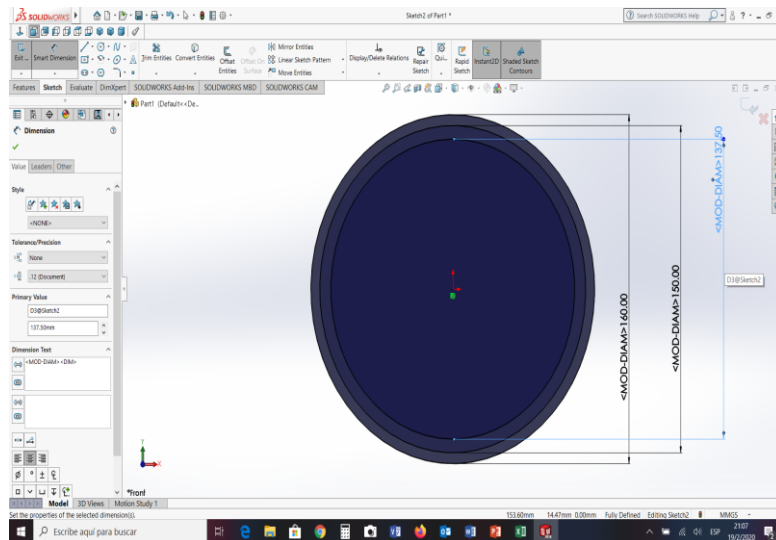 SOLIDWORKS
Sketch2 of Part1 *
Search SOLIDWORKS Help
Exit ...
Smart Dimension
Trim Entities
Convert Entities
Offset Entities
Offset On Surface
Mirror Entities
Linear Sketch Pattern
Move Entities
Display/Delete Relations
Repair Sketch
Qui...
Rapid Sketch
Instant2D
Shaded Sketch Contours
Features
Sketch
Evaluate
DimXpert
SOLIDWORKS Add-Ins
SOLIDWORKS MBD
SOLIDWORKS CAM
Part1 (Default<<De..
Dimension
Value
Leaders
Other
Style
<NONE>
Tolerance/Precision
None
.12 (Document)
Primary Value
D3@Sketch2
137.50mm
Dimension Text
<MOD-DIAM><DIM>
<MOD-DIAM>160.00
<MOD-DIAM>150.00
<MOD-DIAM>137.50
D3@Sketch2
Y
X
*Front
Model
3D Views
Motion Study 1
Set the properties of the selected dimension(s).
153.60mm
14.47mm
0.00mm
Fully Defined
Editing Sketch2
MMGS
Escribe aquí para buscar
ESP
21:07
19/2/2020